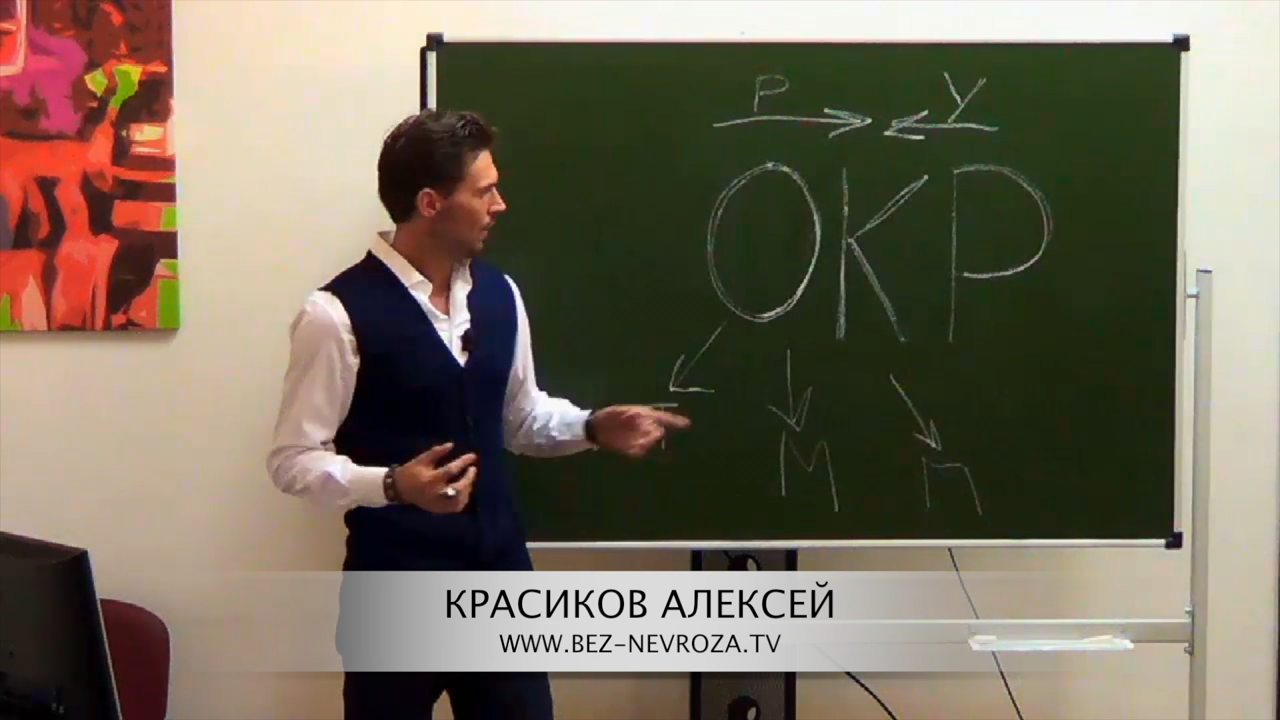 Р У
ОКР
Т М П
КРАСИКОВ АЛЕКСЕЙ
WWW.BEZ-NEVROZA.TV